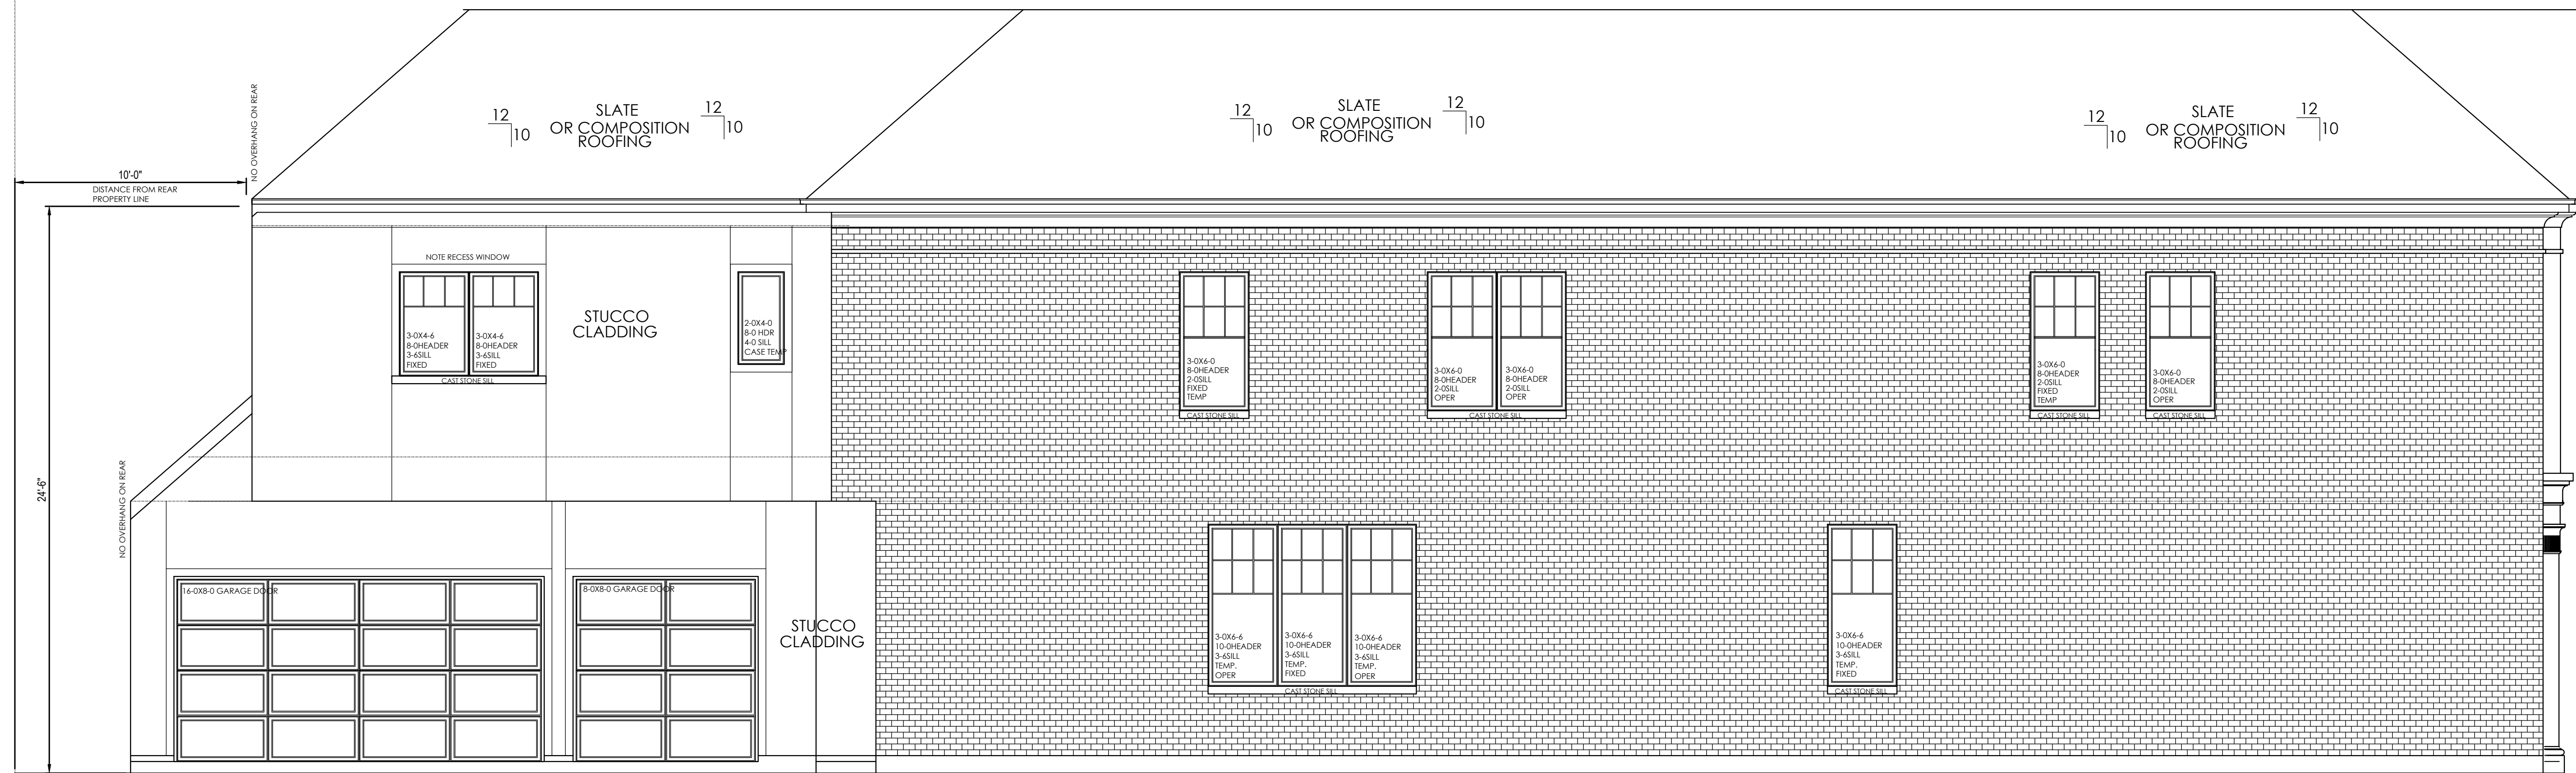 12
10
SLATE
OR COMPOSITION
ROOFING
12
10
12
10
SLATE
OR COMPOSITION
ROOFING
12
10
12
10
SLATE
OR COMPOSITION
ROOFING
12
10
NO OVERHANG ON REAR
10'-0"
DISTANCE FROM REAR
PROPERTY LINE
24'-6"
NO OVERHANG ON REAR
NOTE RECESS WINDOW
3-0X4-6
8-0HEADER
3-6SILL
FIXED
3-0X4-6
8-0HEADER
3-6SILL
FIXED
CAST STONE SILL
STUCCO
CLADDING
2-0X4-0
8-0 HDR
4-0 SILL
CASE TEMP
3-0X6-0
8-0HEADER
2-0SILL
FIXED
TEMP
CAST STONE SILL
3-0X6-0
8-0HEADER
2-0SILL
OPER
3-0X6-0
8-0HEADER
2-0SILL
OPER
CAST STONE SILL
3-0X6-0
8-0HEADER
2-0SILL
FIXED
TEMP
CAST STONE SILL
3-0X6-0
8-0HEADER
2-0SILL
OPER
CAST STONE SILL
16-0X8-0 GARAGE DOOR
8-0X8-0 GARAGE DOOR
STUCCO
CLADDING
3-0X6-6
10-0HEADER
3-6SILL
TEMP.
OPER
3-0X6-6
10-0HEADER
3-6SILL
TEMP.
FIXED
3-0X6-6
10-0HEADER
3-6SILL
TEMP.
OPER
CAST STONE SILL
3-0X6-6
10-0HEADER
3-6SILL
TEMP.
FIXED
CAST STONE SILL